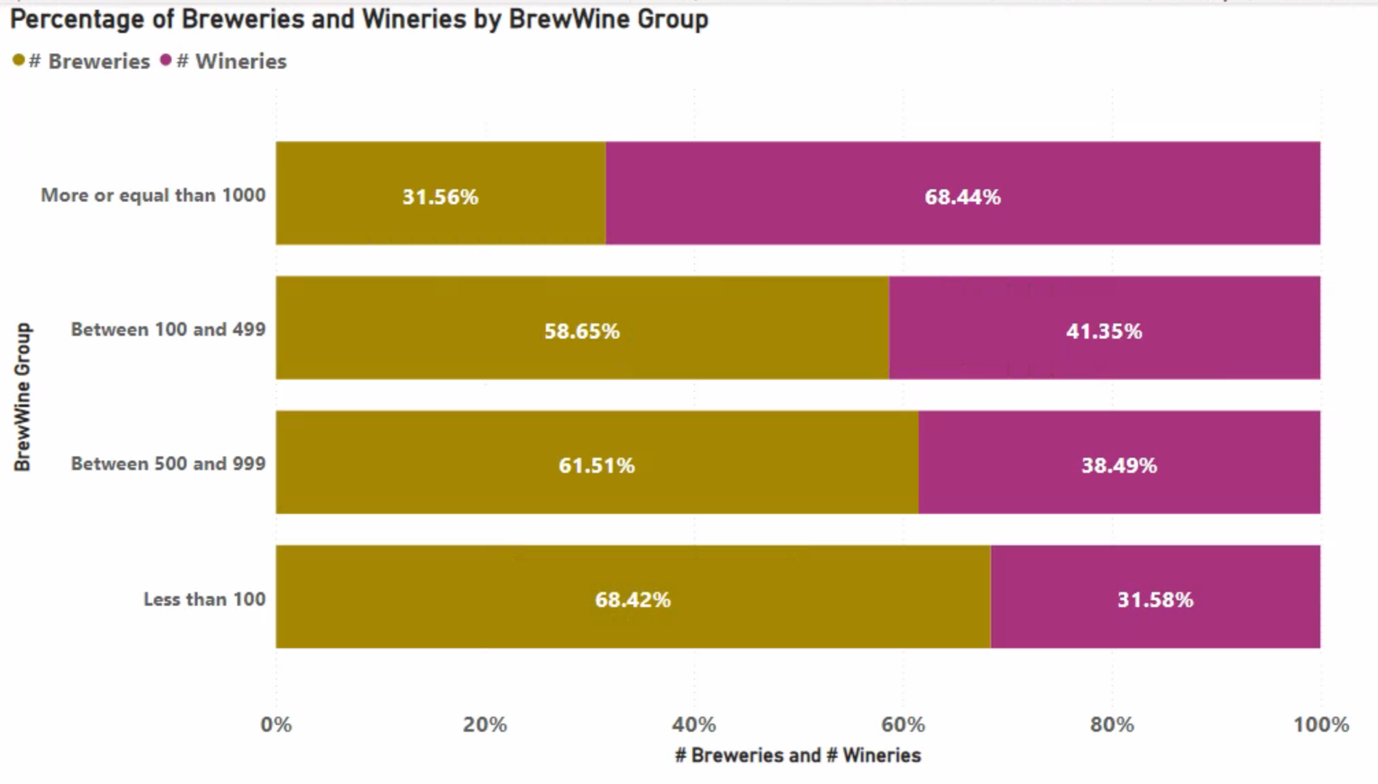 Percentage of Breweries and Wineries by BrewWine Group
# Breweries # Wineries
More or equal than 1000
31.56%
68.44%
Between 100 and 499
58.65%
41.35%
Between 500 and 999
61.51%
38.49%
Less than 100
68.42%
31.58%
BrewWine Group
0% 20% 40% 60% 80% 100%
# Breweries and # Wineries